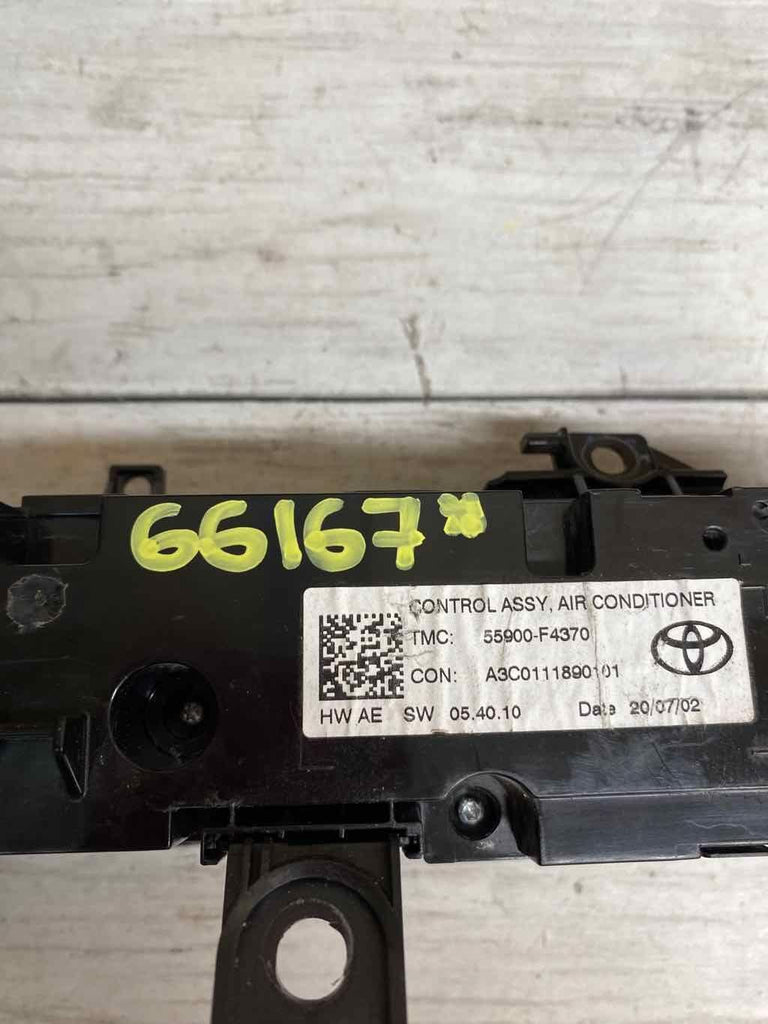 66167*
CONTROL ASSY, AIR CONDITIONER
TMC: 55900-F4370
CON: A3C0111890101
HW AE SW 05.40.10 Date 20/07/02